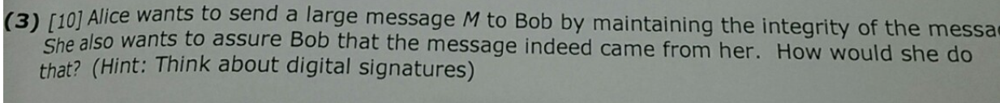 (3) [10] Alice wants to send a large message M to Bob by maintaining the integrity of the messa
She also wants to assure Bob that the message indeed came from her. How would she do
that? (Hint: Think about digital signatures)